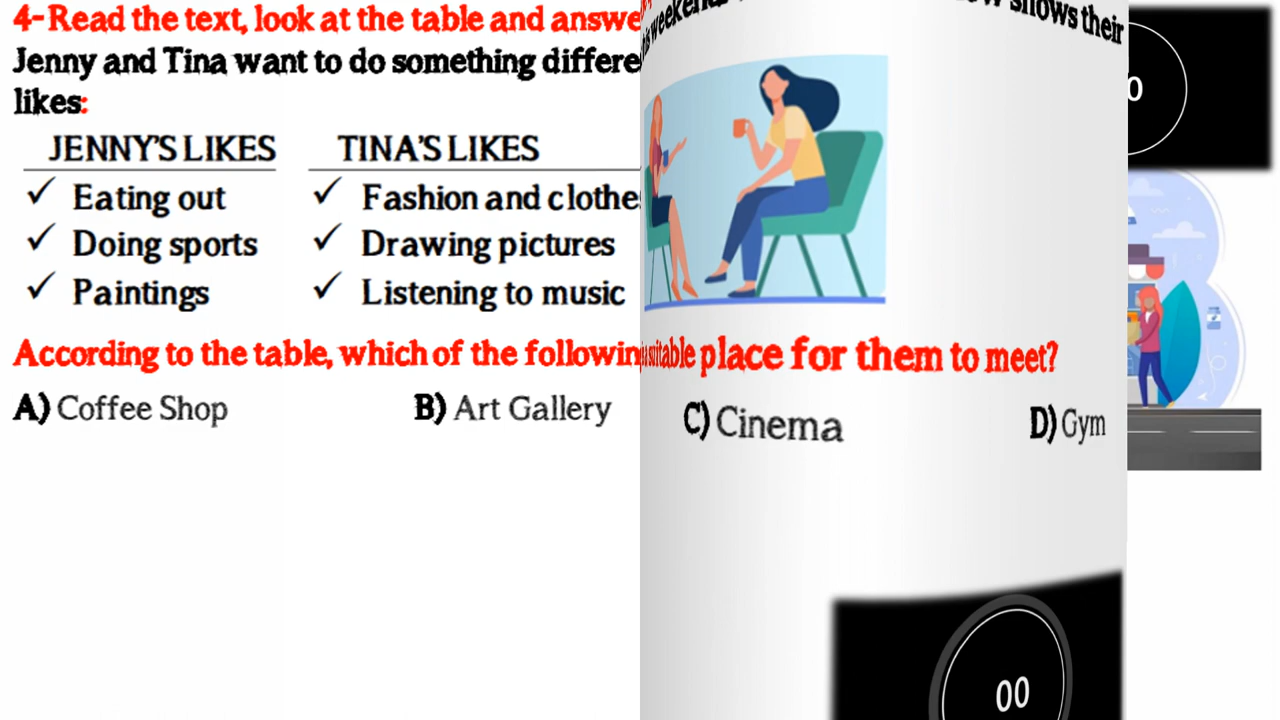 4-Read the text, look at the table and answe
Jenny and Tina want to do something differe weekend shows their
likes:
JENNY'S LIKES TINA'S LIKES
✓ Eating out ✓ Fashion and clothe
✓ Doing sports ✓ Drawing pictures
✓ Paintings ✓ Listening to music
According to the table, which of the followin suitable place for them to meet?
A) Coffee Shop B) Art Gallery C) Cinema D) Gym
00
0